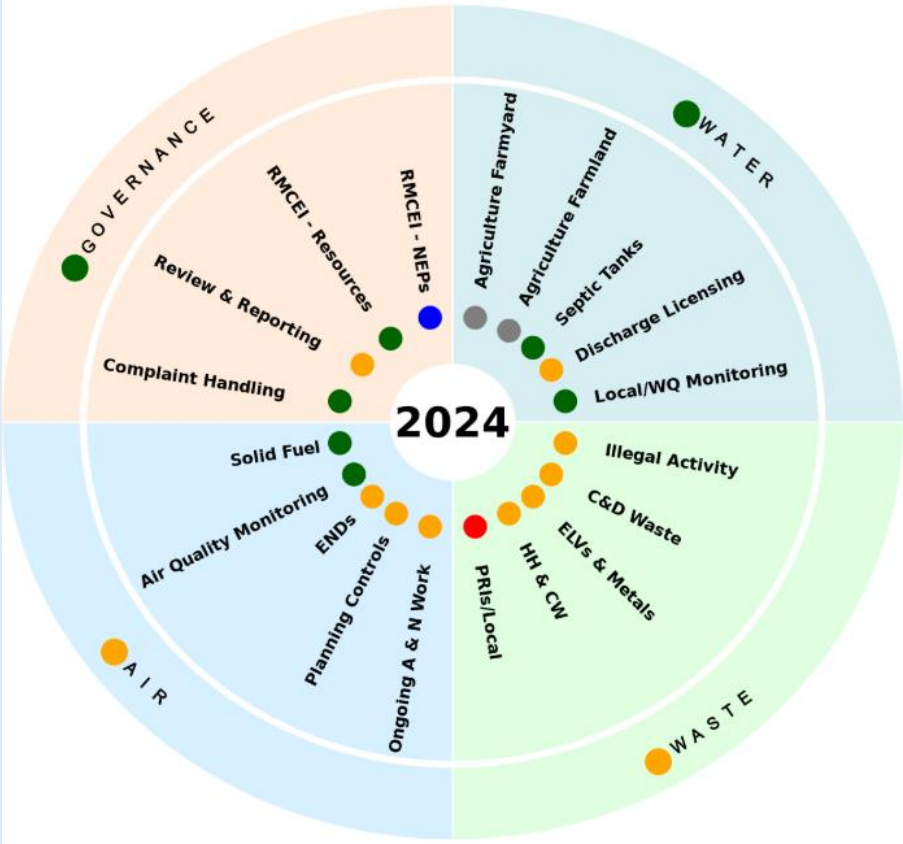 GOVERNANCE
RMCEI - NEPs
RMCEI - Resources
Review & Reporting
Complaint Handling
WATER
Agriculture Farmyard
Agriculture Farmland
Septic Tanks
Discharge Licensing
Local/WQ Monitoring
2024
Solid Fuel
Air Quality Monitoring
ENDs
Planning Controls
Ongoing A & N Work
AIR
Illegal Activity
C&D Waste
ELVs & Metals
HH & CW
PRIs/Local
WASTE